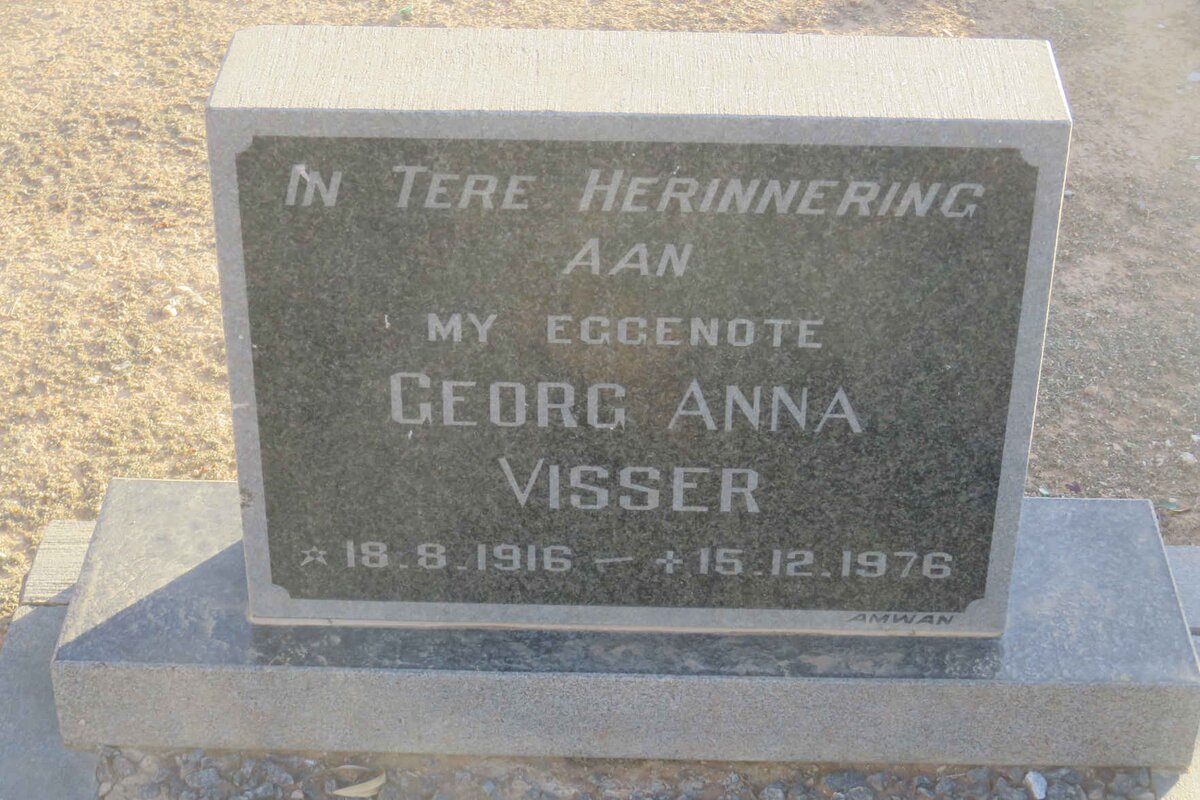 IN TERE HERINNERING
AAN
MY EGGENOTE
GEORG ANNA
VISSER
☆ 18.8.1916 — + 15.12.1976
AMWAN